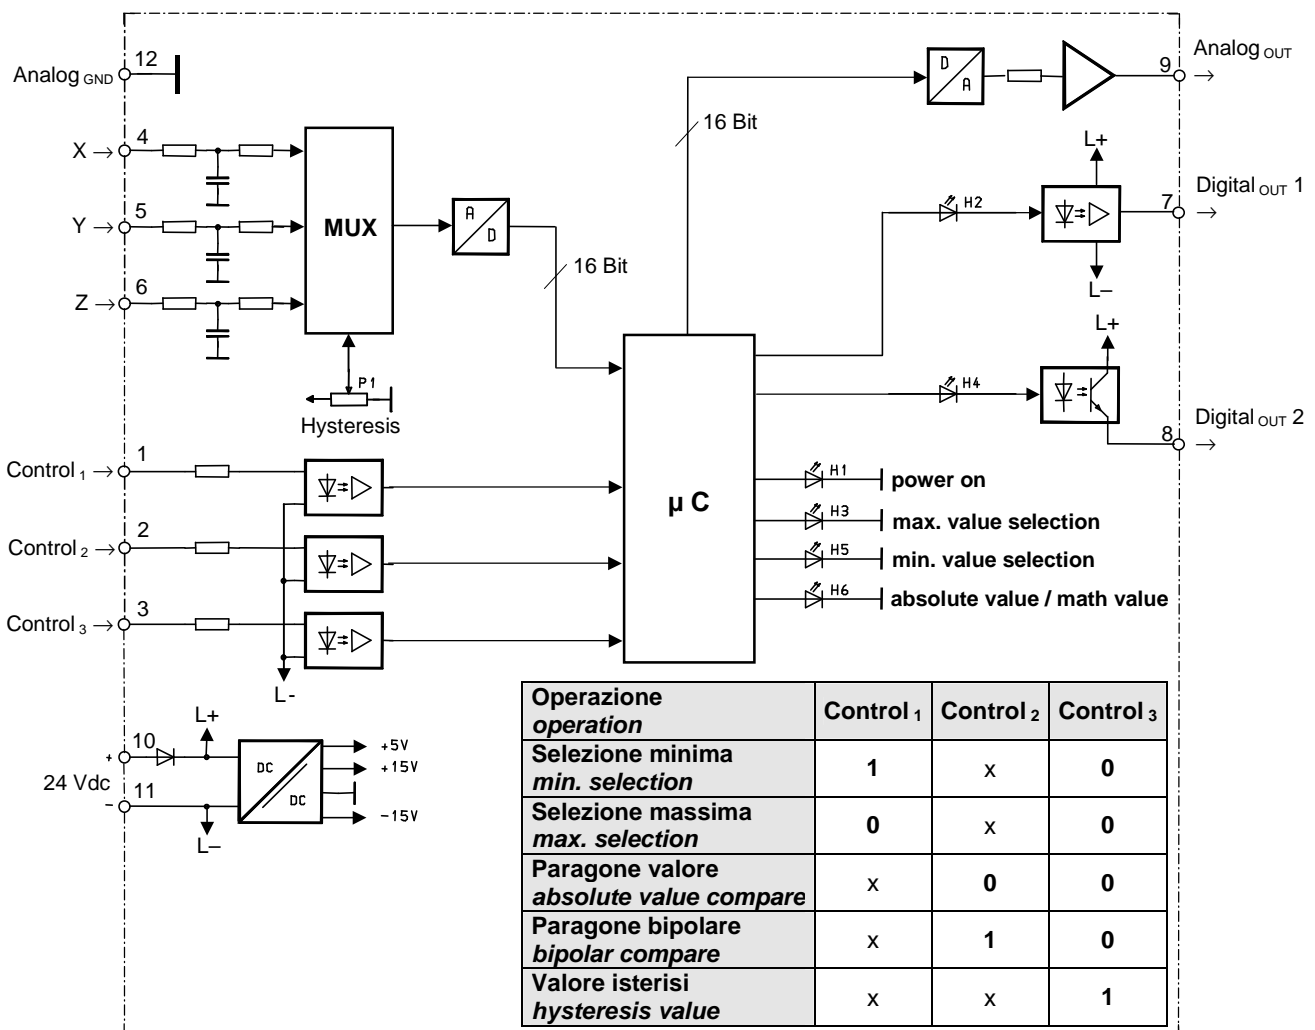 12
Analog GND
4
X →
5
Y →
6
Z →
MUX
A
D
16 Bit
P1
Hysteresis
16 Bit
D
A
9
Analog OUT
→
L+
H2
7
Digital OUT 1
→
L–
L+
H4
8
Digital OUT 2
→
1
Control 1 →
2
Control 2 →
3
Control 3 →
L-
µ C
H1 power on
H3 max. value selection
H5 min. value selection
H6 absolute value / math value
L+
10
+
24 Vdc
11
–
L–
DC
DC
+5V
+15V
-15V
Operazione
operation
Control 1 Control 2 Control 3
Selezione minima
min. selection
1 x 0
Selezione massima
max. selection
0 x 0
Paragone valore
absolute value compare
x 0 0
Paragone bipolare
bipolar compare
x 1 0
Valore isterisi
hysteresis value
x x 1